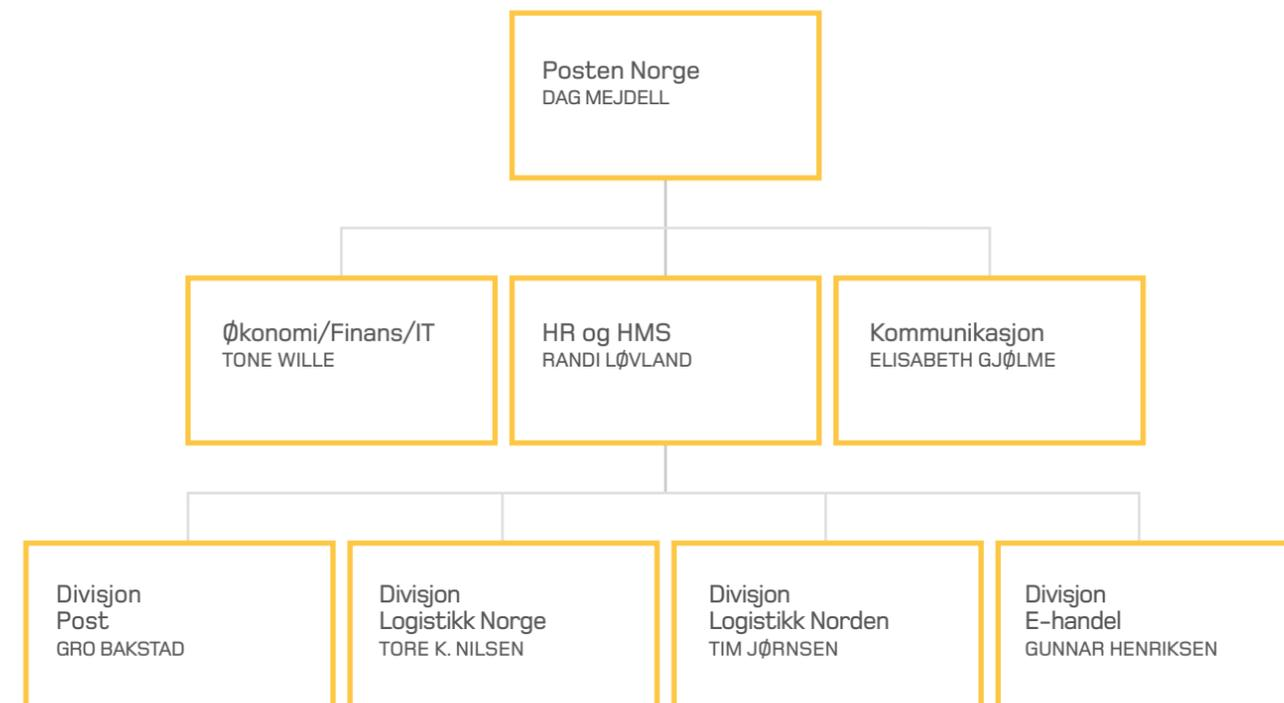 Posten Norge
DAG MEJDELL
Økonomi/Finans/IT
TONE WILLE
HR og HMS
RANDI LØVLAND
Kommunikasjon
ELISABETH GJØLME
Divisjon
Post
GRO BAKSTAD
Divisjon
Logistikk Norge
TORE K. NILSEN
Divisjon
Logistikk Norden
TIM JØRNSEN
Divisjon
E-handel
GUNNAR HENRIKSEN